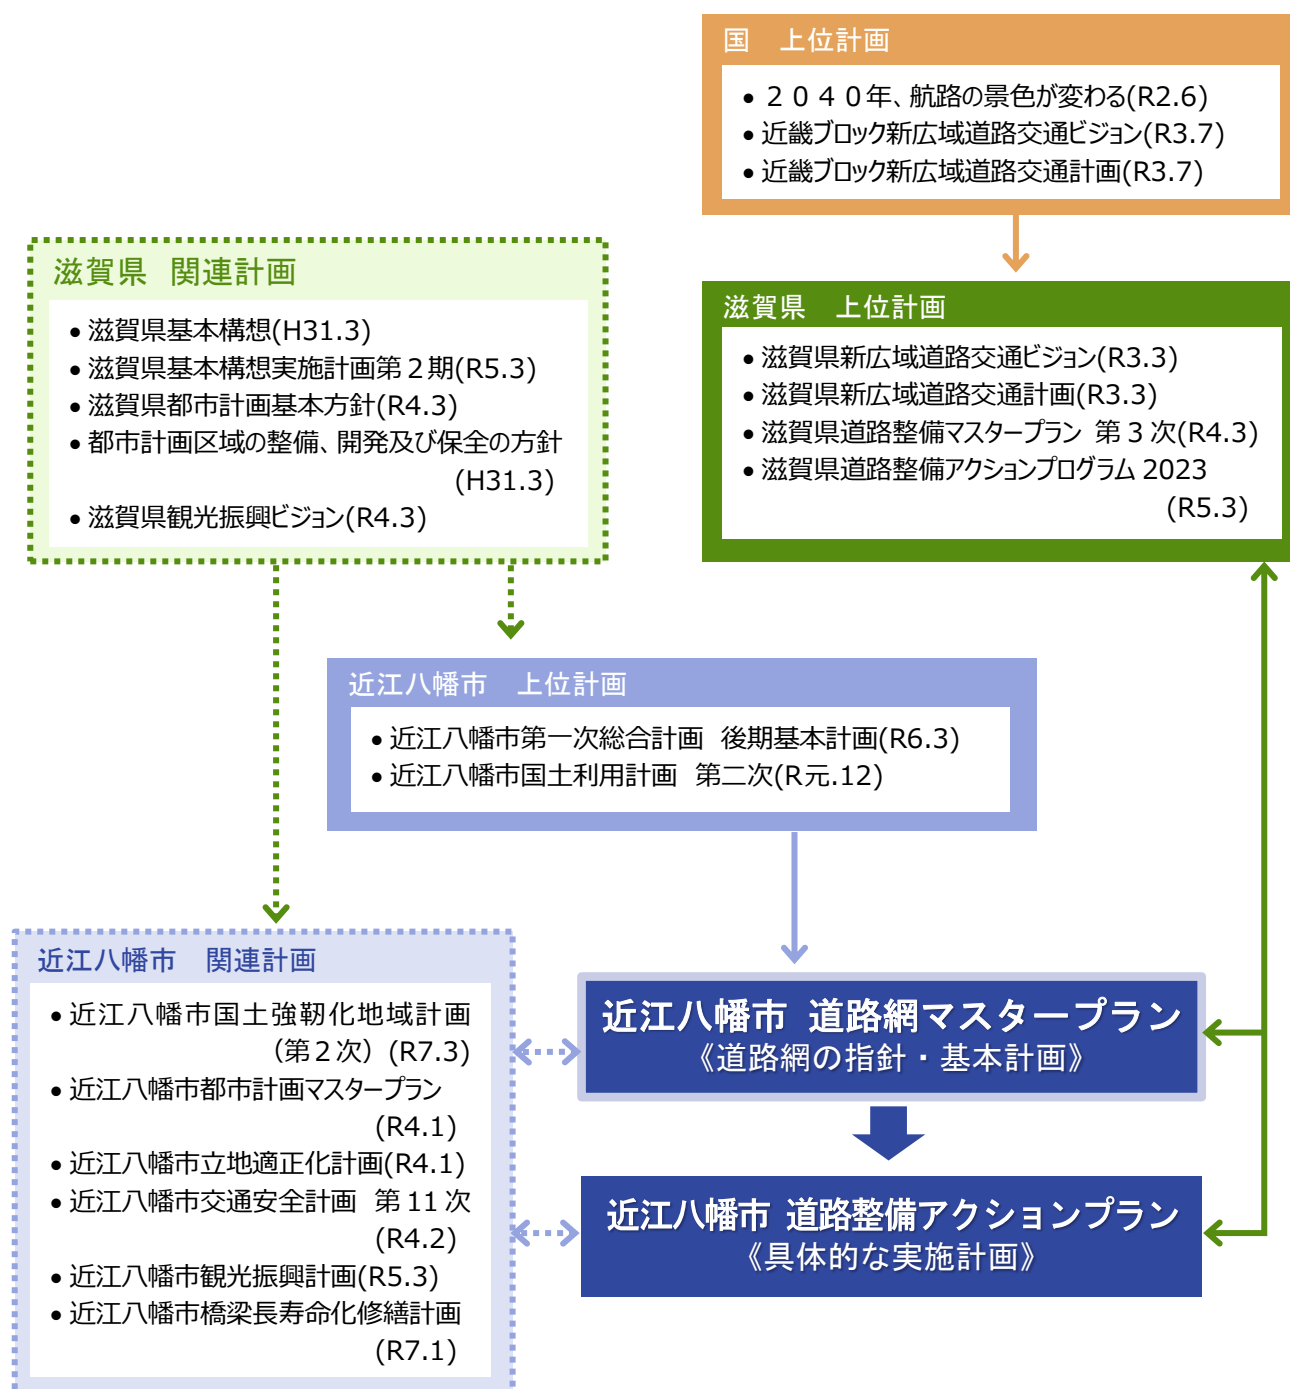 国　上位計画
• ２０４０年、航路の景色が変わる(R2.6)
• 近畿ブロック新広域道路交通ビジョン(R3.7)
• 近畿ブロック新広域道路交通計画(R3.7)
滋賀県　関連計画
• 滋賀県基本構想(H31.3)
• 滋賀県基本構想実施計画第２期(R5.3)
• 滋賀県都市計画基本方針(R4.3)
• 都市計画区域の整備、開発及び保全の方針
(H31.3)
• 滋賀県観光振興ビジョン(R4.3)
滋賀県　上位計画
• 滋賀県新広域道路交通ビジョン(R3.3)
• 滋賀県新広域道路交通計画(R3.3)
• 滋賀県道路整備マスタープラン 第３次(R4.3)
• 滋賀県道路整備アクションプログラム 2023
(R5.3)
近江八幡市　上位計画
• 近江八幡市第一次総合計画 後期基本計画(R6.3)
• 近江八幡市国土利用計画 第二次(R元.12)
近江八幡市　関連計画
• 近江八幡市国土強靭化地域計画
（第２次）(R7.3)
• 近江八幡市都市計画マスタープラン
(R4.1)
• 近江八幡市立地適正化計画(R4.1)
• 近江八幡市交通安全計画 第 11 次
(R4.2)
• 近江八幡市観光振興計画(R5.3)
• 近江八幡市橋梁長寿命化修繕計画
(R7.1)
近江八幡市 道路網マスタープラン
《道路網の指針・基本計画》
近江八幡市 道路整備アクションプラン
《具体的な実施計画》